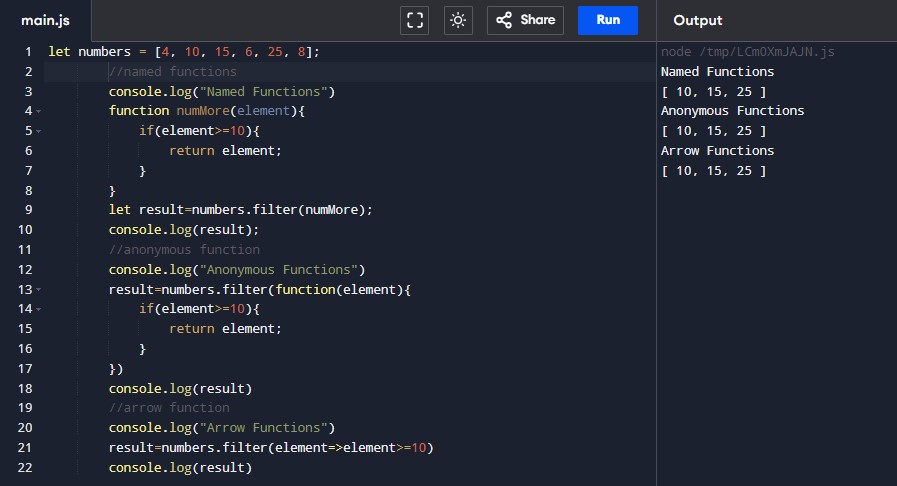 main.js
Share
Run
Output
1 let numbers = [4, 10, 15, 6, 25, 8];
2 //named functions
3 console.log("Named Functions")
4 function numMore(element){
5 if(element>=10){
6 return element;
7 }
8 }
9 let result=numbers.filter(numMore);
10 console.log(result);
11 //anonymous function
12 console.log("Anonymous Functions")
13 result=numbers.filter(function(element){
14 if(element>=10){
15 return element;
16 }
17 })
18 console.log(result)
19 //arrow function
20 console.log("Arrow Functions")
21 result=numbers.filter(element=>element>=10)
22 console.log(result)
node /tmp/LCm0XmJAJN.js
Named Functions
[ 10, 15, 25 ]
Anonymous Functions
[ 10, 15, 25 ]
Arrow Functions
[ 10, 15, 25 ]